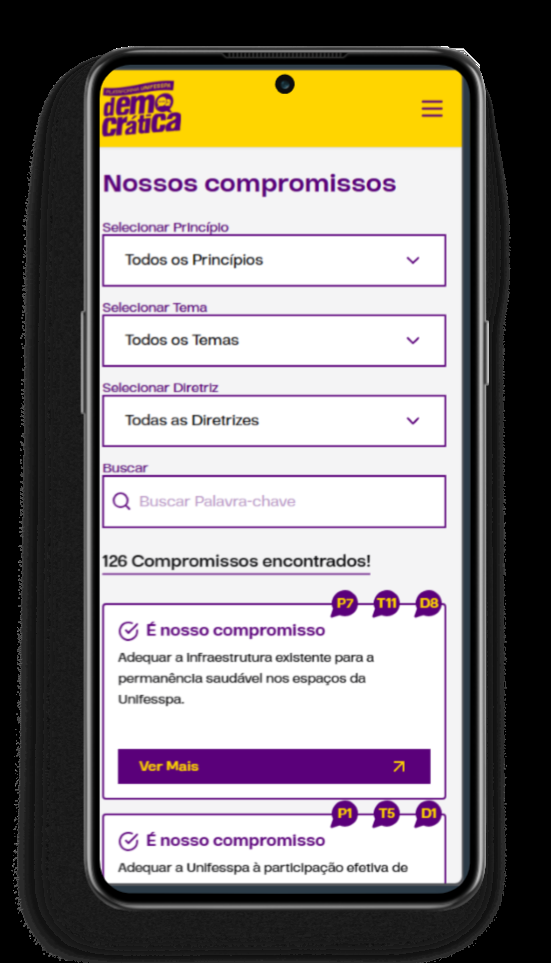 PLATAFORMA UNIFESSPA
demo
cratica
Nossos compromissos
Selecionar Princípio
Todos os Princípios
Selecionar Tema
Todos os Temas
Selecionar Diretriz
Todas as Diretrizes
Buscar
Buscar Palavra-chave
126 Compromissos encontrados!
P7 T11 D8
É nosso compromisso
Adequar a infraestrutura existente para a
permanência saudável nos espaços da
Unifesspa.
Ver Mais
P1 T5 D1
É nosso compromisso
Adequar a Unifesspa à participação efetiva de